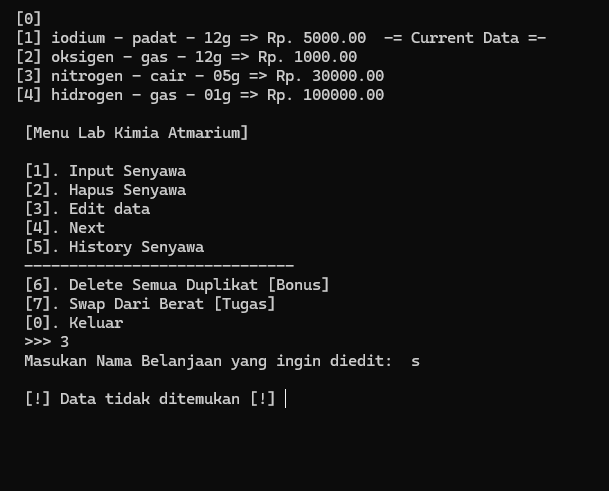 [0]
[1] iodium - padat - 12g => Rp. 5000.00  -= Current Data =-
[2] oksigen - gas - 12g => Rp. 1000.00
[3] nitrogen - cair - 05g => Rp. 30000.00
[4] hidrogen - gas - 01g => Rp. 100000.00
[Menu Lab Kimia Atmarium]
[1]. Input Senyawa
[2]. Hapus Senyawa
[3]. Edit data
[4]. Next
[5]. History Senyawa
------------------------------
[6]. Delete Semua Duplikat [Bonus]
[7]. Swap Dari Berat [Tugas]
[0]. Keluar
>>> 3
Masukan Nama Belanjaan yang ingin diedit:  s
[!] Data tidak ditemukan [!]